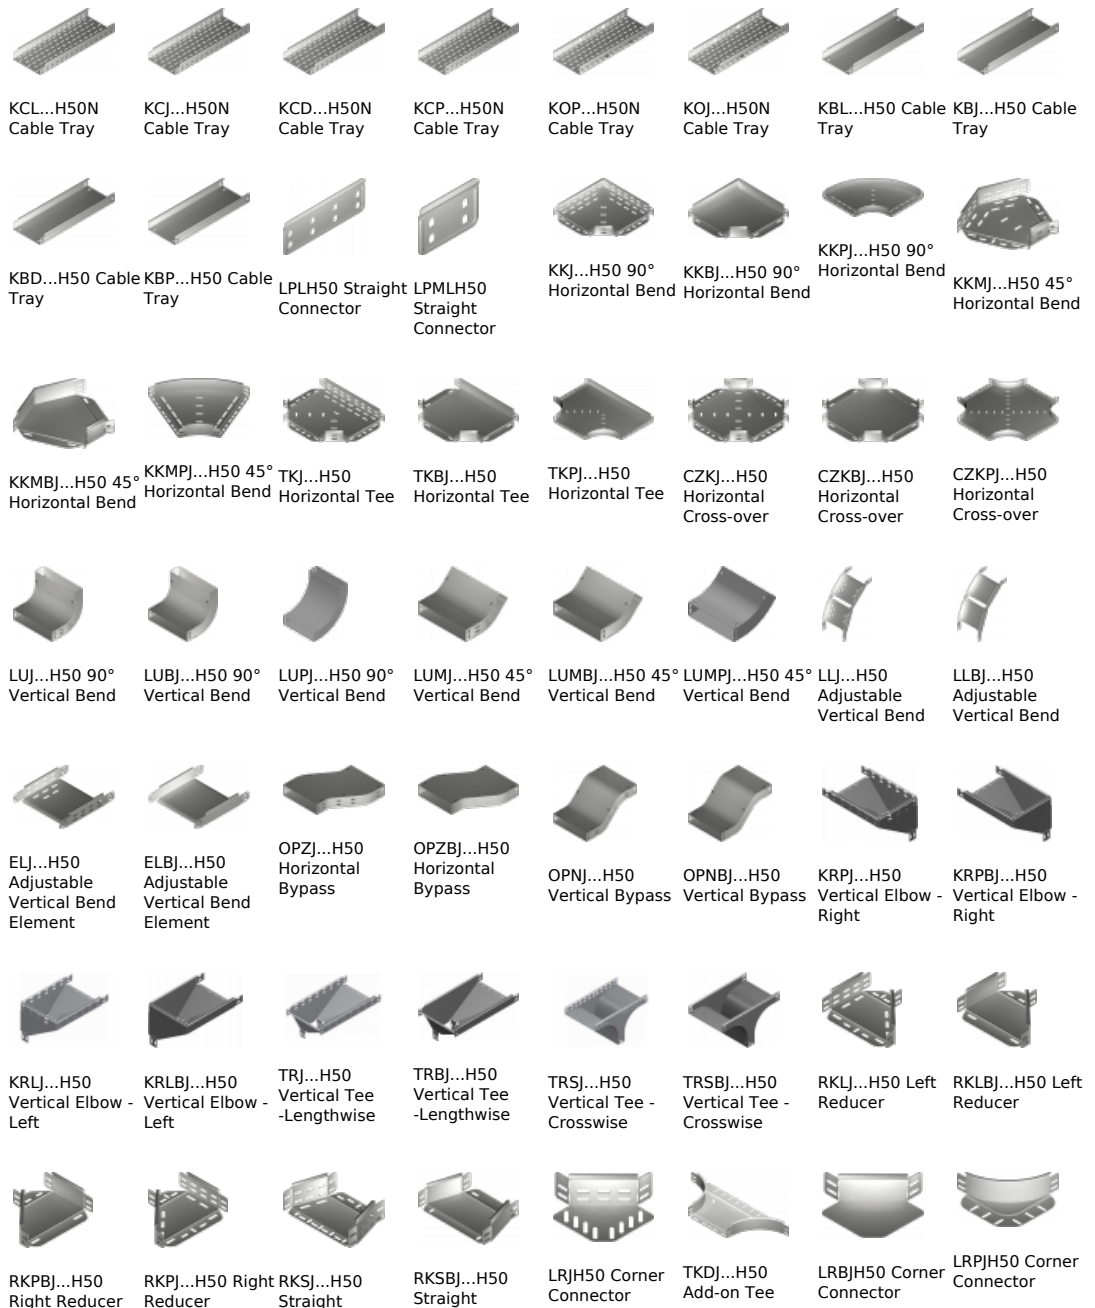 KCL...H50N
Cable Tray
KCJ...H50N
Cable Tray
KCD...H50N
Cable Tray
KCP...H50N
Cable Tray
KOP...H50N
Cable Tray
KOJ...H50N
Cable Tray
KBL...H50 Cable
Tray
KBJ...H50 Cable
Tray
KBD...H50 Cable
Tray
KBP...H50 Cable
Tray
LPLH50 Straight
Connector
LPMLH50
Straight
Connector
KKJ...H50 90°
Horizontal Bend
KKBJ...H50 90°
Horizontal Bend
KKPJ...H50 90°
Horizontal Bend
KKMJ...H50 45°
Horizontal Bend
KKMBJ...H50 45°
Horizontal Bend
KKMPJ...H50 45°
Horizontal Bend
TKJ...H50
Horizontal Tee
TKBJ...H50
Horizontal Tee
TKPJ...H50
Horizontal Tee
CZKJ...H50
Horizontal
Cross-over
CZKBJ...H50
Horizontal
Cross-over
CZKPJ...H50
Horizontal
Cross-over
LUJ...H50 90°
Vertical Bend
LUBJ...H50 90°
Vertical Bend
LUPJ...H50 90°
Vertical Bend
LUMJ...H50 45°
Vertical Bend
LUMBJ...H50 45°
Vertical Bend
LUMPJ...H50 45°
Vertical Bend
LLJ...H50
Adjustable
Vertical Bend
LLBJ...H50
Adjustable
Vertical Bend
ELJ...H50
Adjustable
Vertical Bend
Element
ELBJ...H50
Adjustable
Vertical Bend
Element
OPZJ...H50
Horizontal
Bypass
OPZBJ...H50
Horizontal
Bypass
OPNJ...H50
Vertical Bypass
OPNBJ...H50
Vertical Bypass
KRPJ...H50
Vertical Elbow -
Right
KRPBJ...H50
Vertical Elbow -
Right
KRLJ...H50
Vertical Elbow -
Left
KRLBJ...H50
Vertical Elbow -
Left
TRJ...H50
Vertical Tee
-Lengthwise
TRBJ...H50
Vertical Tee
-Lengthwise
TRSJ...H50
Vertical Tee -
Crosswise
TRSBJ...H50
Vertical Tee -
Crosswise
RKLJ...H50 Left
Reducer
RKLBJ...H50 Left
Reducer
RKPBJ...H50
Right Reducer
RKPJ...H50 Right
Reducer
RKSJ...H50
Straight
RKSBJ...H50
Straight
LRJH50 Corner
Connector
TKDJ...H50
Add-on Tee
LRBJH50 Corner
Connector
LRPJH50 Corner
Connector